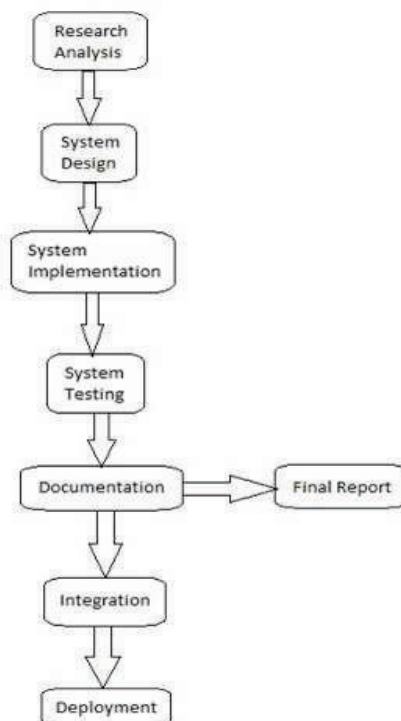 Research
Analysis
System
Design
System
Implementation
System
Testing
Documentation
Final Report
Integration
Deployment